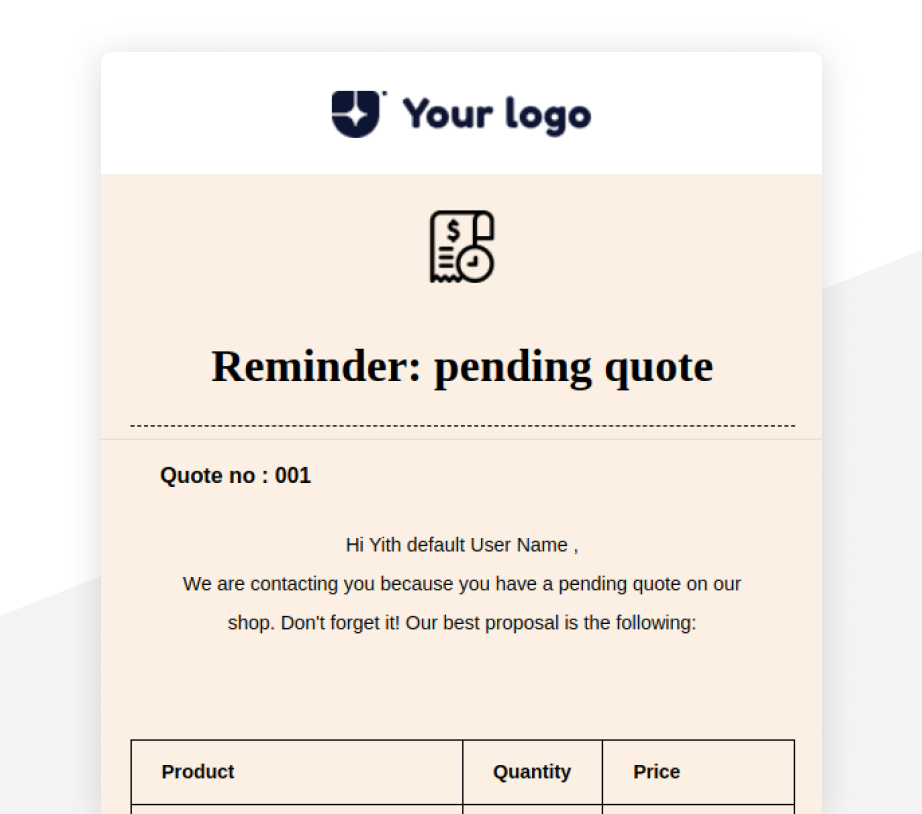 Your logo
$
Reminder: pending quote
Quote no : 001
Hi Yith default User Name ,
We are contacting you because you have a pending quote on our
shop. Don't forget it! Our best proposal is the following:
Product Quantity Price